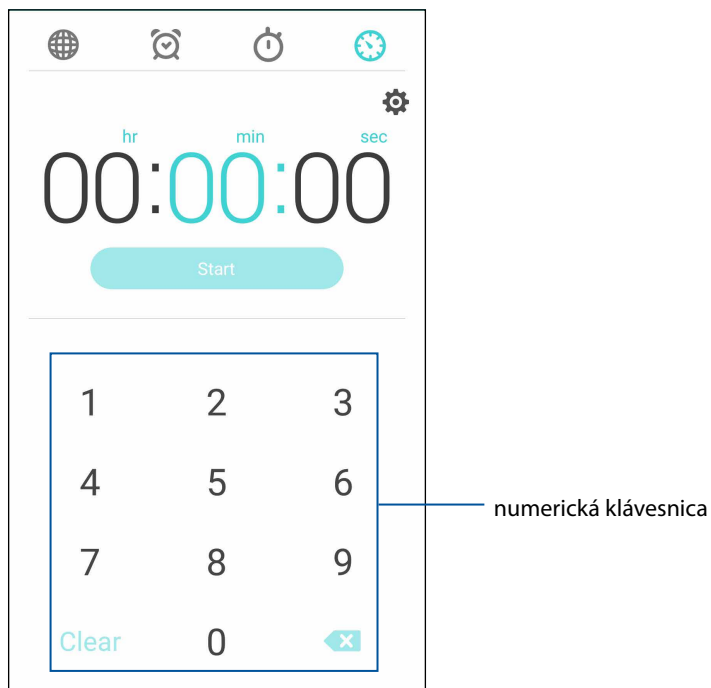 hr min sec
00:00:00
Start
1 2 3
4 5 6
7 8 9
Clear 0
numerická klávesnica